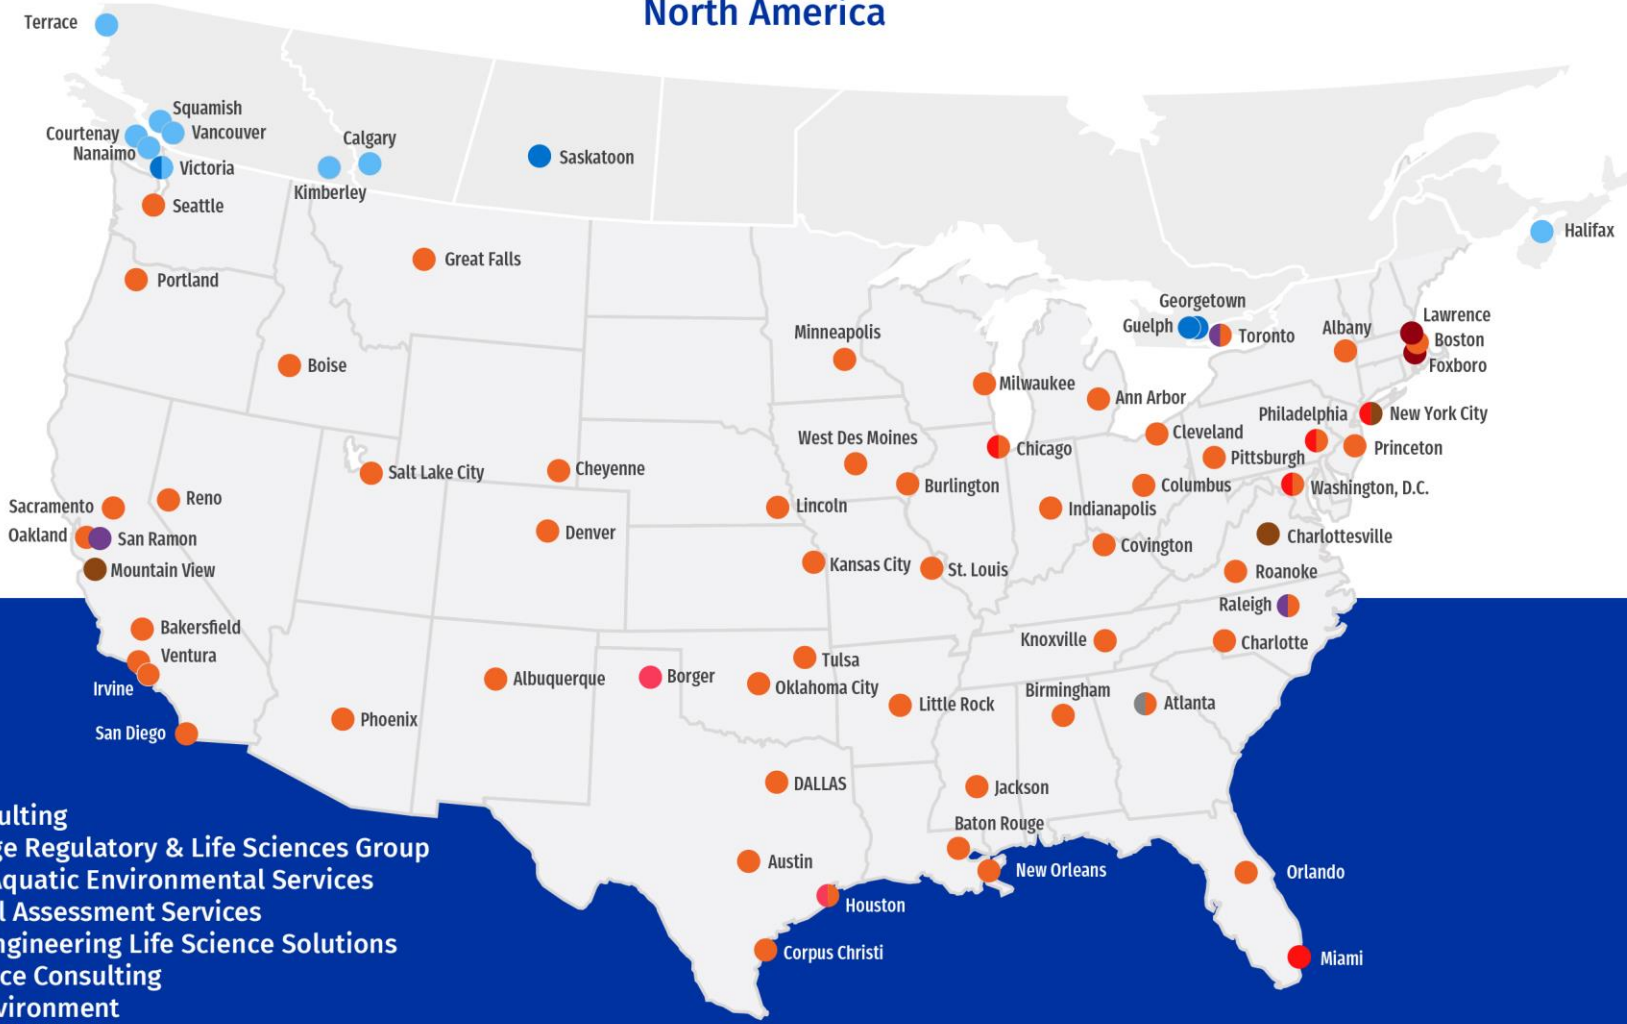 North America
Terrace
Squamish
Courtenay
Vancouver
Nanaimo
Victoria
Calgary
Kimberley
Saskatoon
Seattle
Halifax
Great Falls
Portland
Georgetown
Guelph
Toronto
Albany
Lawrence
Boston
Foxboro
Minneapolis
Boise
Milwaukee
Ann Arbor
Philadelphia
New York City
West Des Moines
Chicago
Cleveland
Pittsburgh
Princeton
Salt Lake City
Cheyenne
Burlington
Columbus
Washington, D.C.
Sacramento
Reno
Lincoln
Indianapolis
Oakland
San Ramon
Denver
Covington
Charlottesville
Mountain View
Kansas City
St. Louis
Roanoke
Raleigh
Bakersfield
Knoxville
Charlotte
Ventura
Irvine
Albuquerque
Borger
Tulsa
Oklahoma City
Birmingham
Little Rock
Atlanta
San Diego
Phoenix
DALLAS
Jackson
Baton Rouge
Austin
New Orleans
Orlando
Houston
Corpus Christi
Miami
Regulatory & Life Sciences Group
Aquatic Environmental Services
Assessment Services
Engineering Life Science Solutions
Consulting